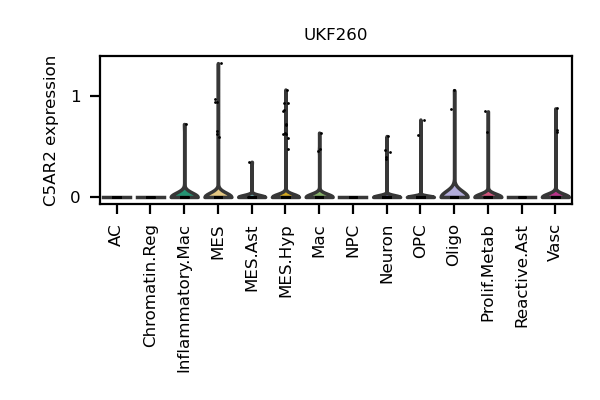 UKF260
C5AR2 expression
1
0
AC
Chromatin.Reg
Inflammatory.Mac
MES
MES.Ast
MES.Hyp
Mac
NPC
Neuron
OPC
Oligo
Prolif.Metab
Reactive.Ast
Vasc